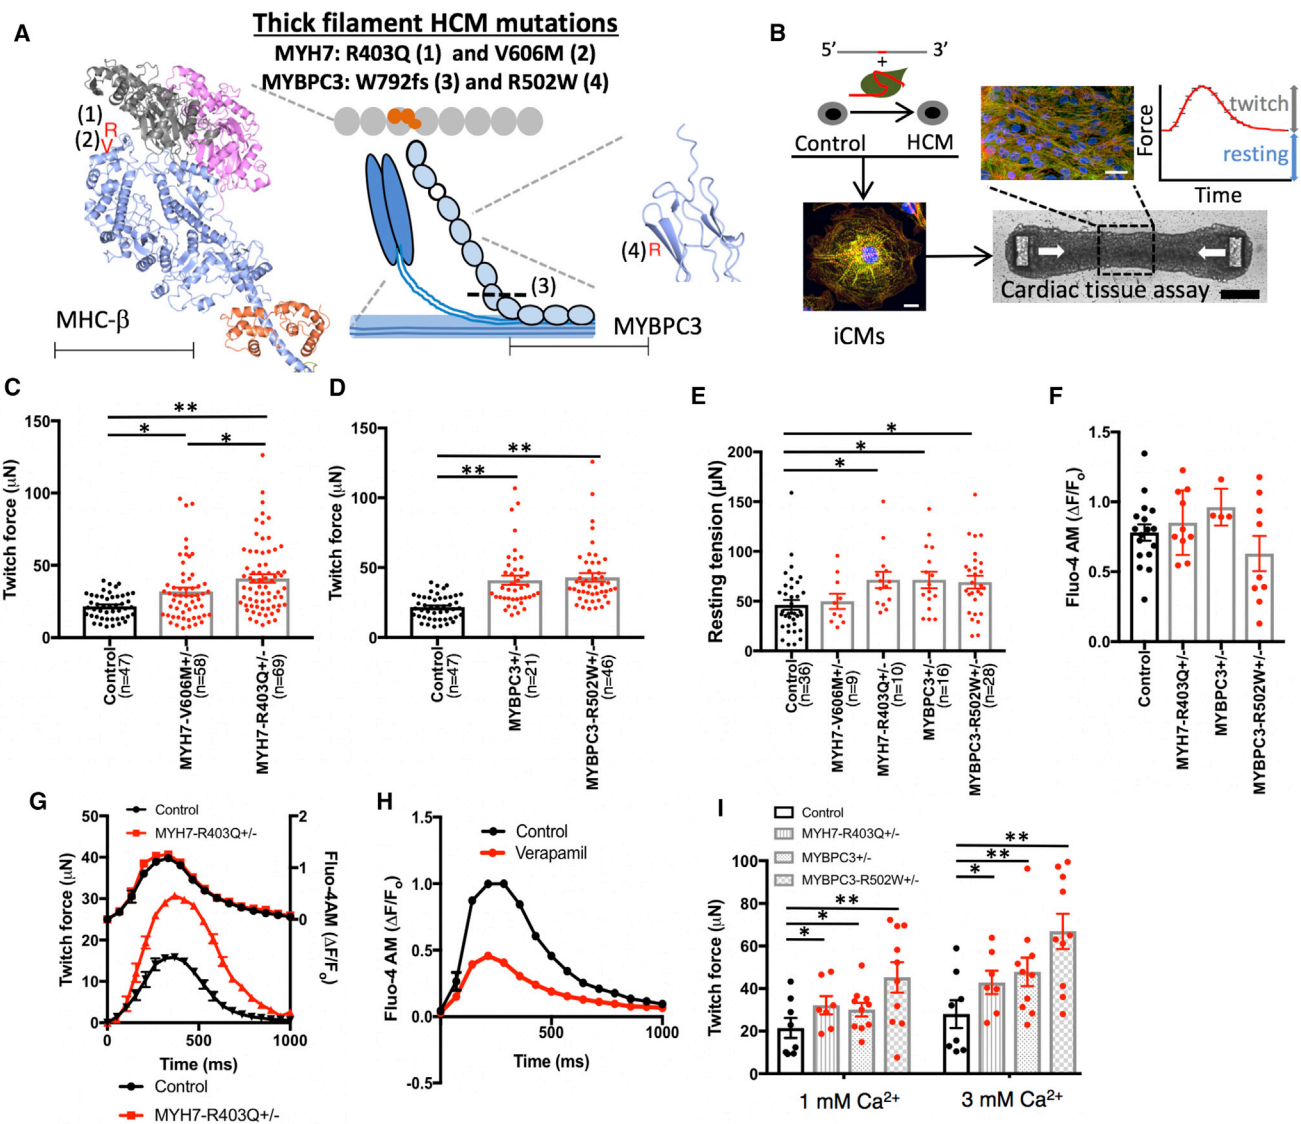 A
Thick filament HCM mutations
MYH7: R403Q (1) and V606M (2)
MYBPC3: W792fs (3) and R502W (4)
(1)
R
(2)
V
(4)
R
(3)
MHC-β
MYBPC3
B
5’
3’
+
Control
HCM
iCMs
Cardiac tissue assay
Force
twitch
resting
Time
C
Twitch force (μN)
150
100
50
0
**
*
*
Control
(n=47)
MYH7-V606M+/-
(n=58)
MYH7-R403Q+/-
(n=69)
D
Twitch force (μN)
150
100
50
0
**
**
Control
(n=47)
MYBPC3+/-
(n=21)
MYBPC3-R502W+/-
(n=46)
E
Resting tension (μN)
200
150
100
50
0
*
*
*
Control
(n=36)
MYH7-V606M+/-
(n=9)
MYH7-R403Q+/-
(n=10)
MYBPC3+/-
(n=16)
MYBPC3-R502W+/-
(n=28)
F
Fluo-4 AM (ΔF/Fo)
1.5
1.0
0.5
0.0
Control
MYH7-R403Q+/-
MYBPC3+/-
MYBPC3-R502W+/-
G
Control
MYH7-R403Q+/-
Twitch force (μN)
50
40
30
20
10
0
2
1
0
Fluo-4AM (ΔF/Fo)
0
500
1000
Time (ms)
Control
MYH7-R403Q+/-
H
Control
Verapamil
Fluo-4 AM (ΔF/Fo)
1.5
1.0
0.5
0.0
-0.5
500
1000
Time (ms)
I
Control
MYH7-R403Q+/-
MYBPC3+/-
MYBPC3-R502W+/-
Twitch force (μN)
100
80
60
40
20
0
**
*
*
**
**
*
1 mM Ca2+
3 mM Ca2+